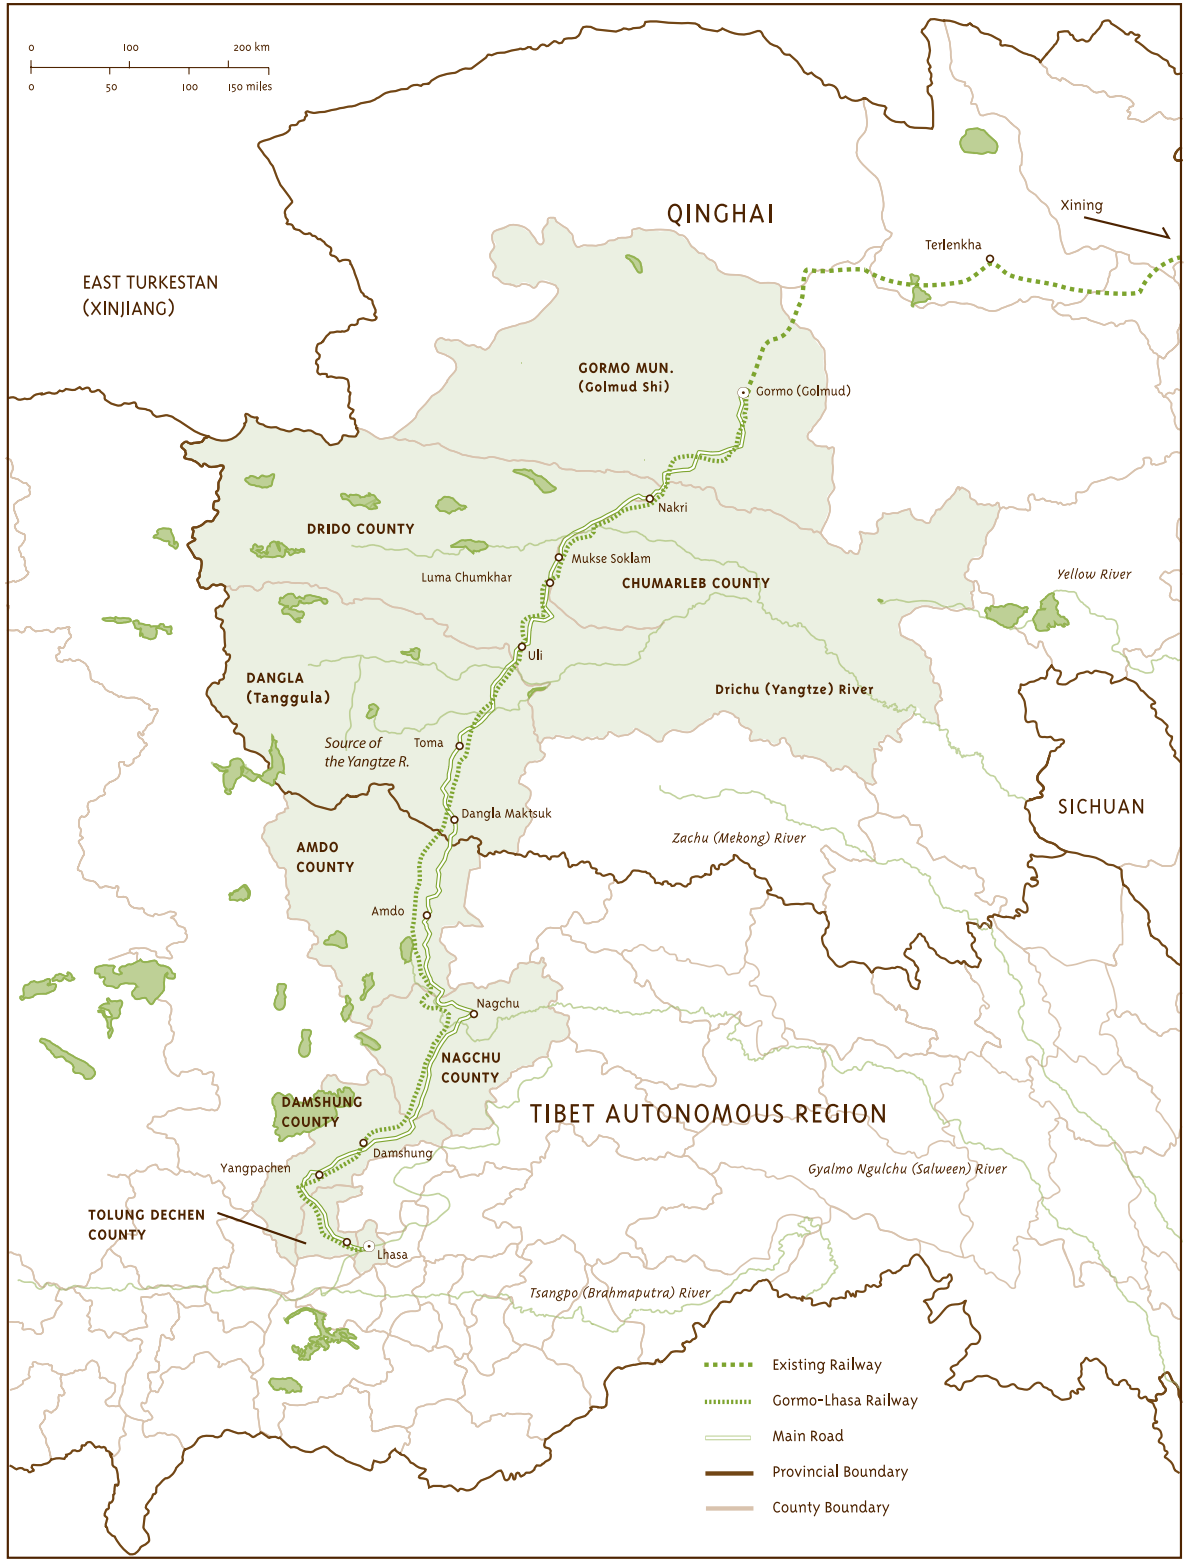 0 100 200 km
0 50 100 150 miles
Xining
QINGHAI
Terlenkha
EAST TURKESTAN
(XINJIANG)
GORMO MUN.
(Golmud Shi)
Gormo (Golmud)
Nakri
DRIDO COUNTY
Mukse Soklam
Luma Chumkhar
CHUMARLEB COUNTY
Yellow River
Uli
DANGLA
(Tanggula)
Drichu (Yangtze) River
Source of
the Yangtze R.
Toma
SICHUAN
Dangla Maktsuk
Zachu (Mekong) River
AMDO
COUNTY
Amdo
Nagchu
NAGCHU
COUNTY
DAMSHUNG
COUNTY
TIBET AUTONOMOUS REGION
Damshung
Yangpachen
Gyalmo Ngulchu (Salween) River
TOLUNG DECHEN
COUNTY
Lhasa
Tsangpo (Brahmaputra) River
Existing Railway
Gormo-Lhasa Railway
Main Road
Provincial Boundary
County Boundary